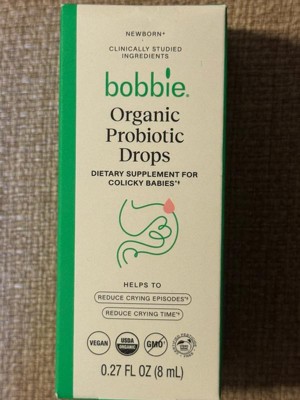 NEWBORN+
CLINICALLY STUDIED
INGREDIENTS
bobbie®
Organic
Probiotic
Drops
DIETARY SUPPLEMENT FOR
COLICKY BABIES*‡
HELPS TO
REDUCE CRYING EPISODES*‡
REDUCE CRYING TIME*‡
VEGAN
USDA
ORGANIC
GMO
0.27 FL OZ (8 mL)